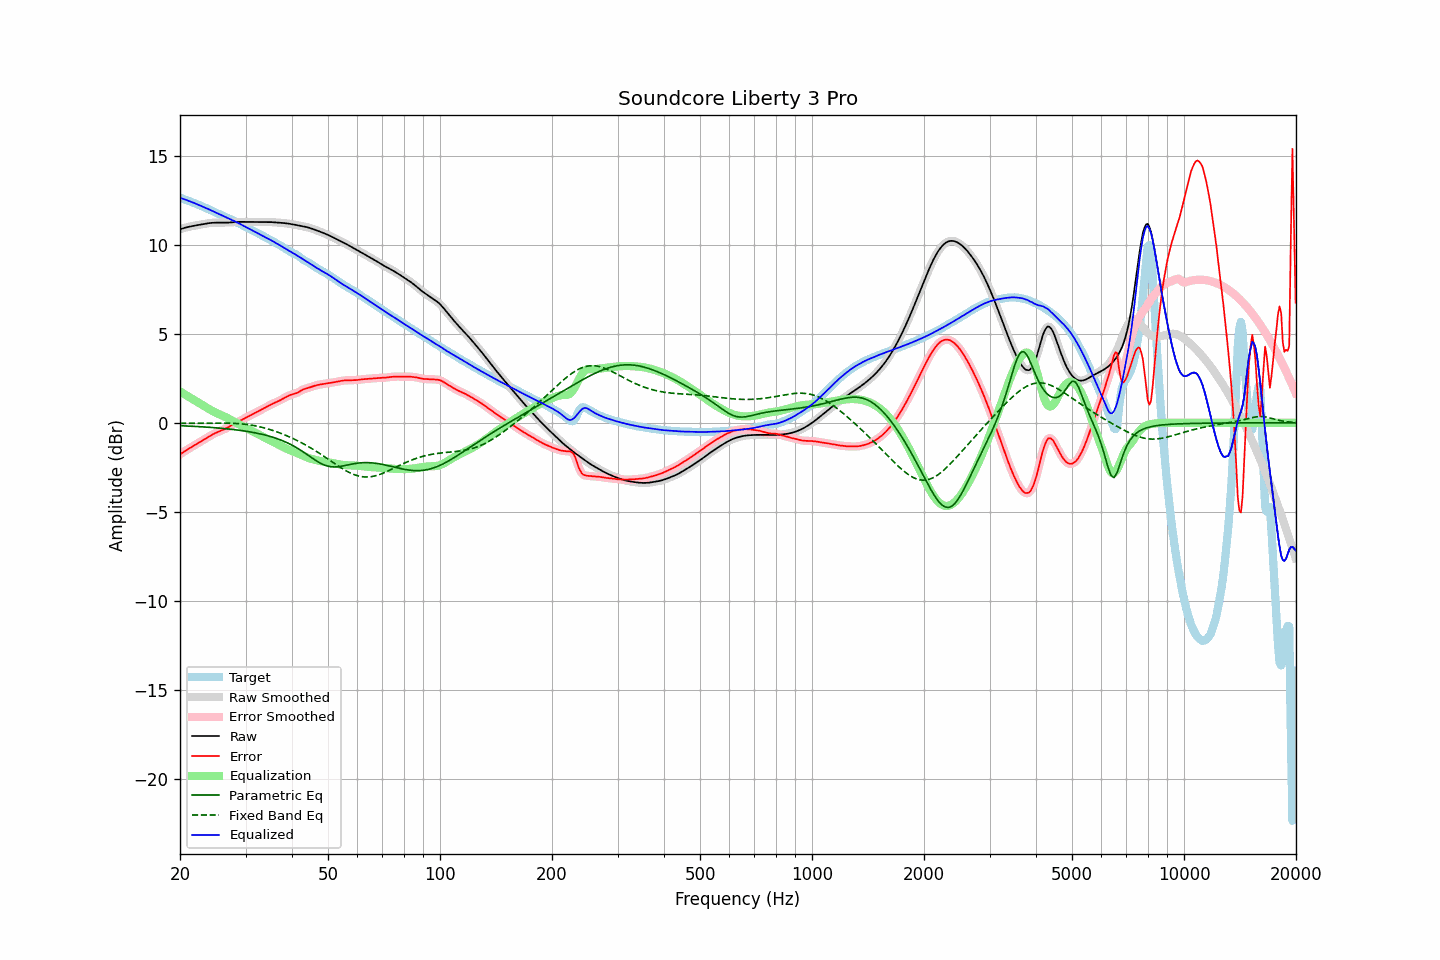 Soundcore Liberty 3 Pro
Amplitude (dBr)
15
10
5
0
−5
−10
−15
−20
Target
Raw Smoothed
Error Smoothed
Raw
Error
Equalization
Parametric Eq
Fixed Band Eq
Equalized
20 50 100 200 500 1000 2000 5000 10000 20000
Frequency (Hz)